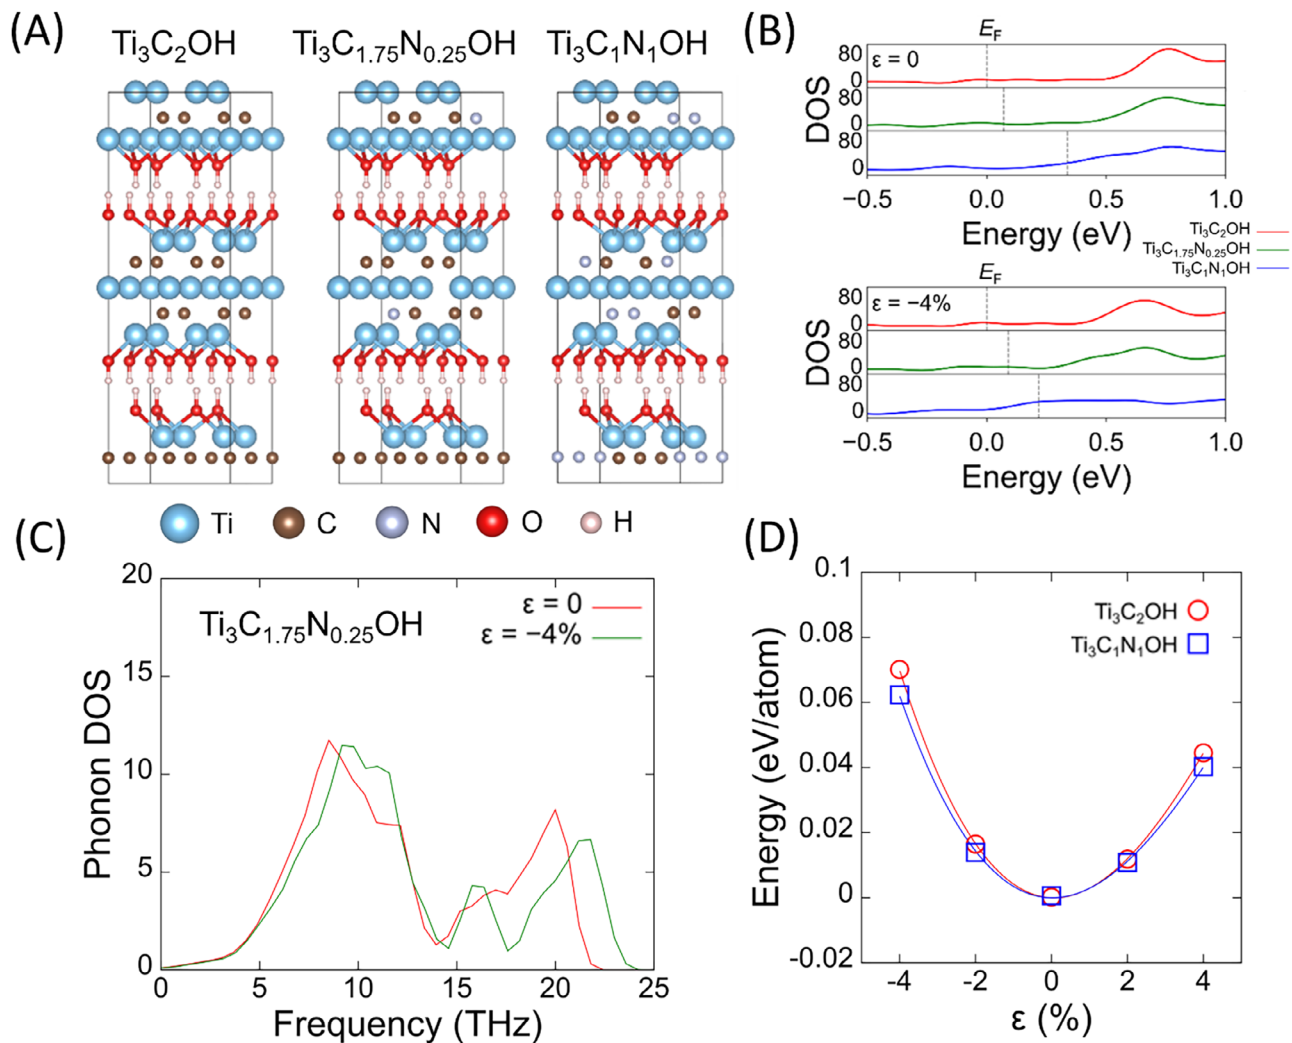 (A)
Ti₃C₂OH
Ti₃C₁.₇₅N₀.₂₅OH
Ti₃C₁N₁OH
Ti
C
N
O
H
(B)
E_F
ε = 0
80
0
80
0
80
0
DOS
−0.5
0.0
0.5
1.0
Energy (eV)
Ti₃C₂OH
Ti₃C₁.₇₅N₀.₂₅OH
Ti₃C₁N₁OH
E_F
ε = −4%
80
0
80
0
80
0
DOS
−0.5
0.0
0.5
1.0
Energy (eV)
(C)
20
15
10
5
0
Phonon DOS
Ti₃C₁.₇₅N₀.₂₅OH
ε = 0
ε = −4%
0
5
10
15
20
25
Frequency (THz)
(D)
0.1
0.08
0.06
0.04
0.02
0
-0.02
Energy (eV/atom)
Ti₃C₂OH
Ti₃C₁N₁OH
-4
-2
0
2
4
ε (%)